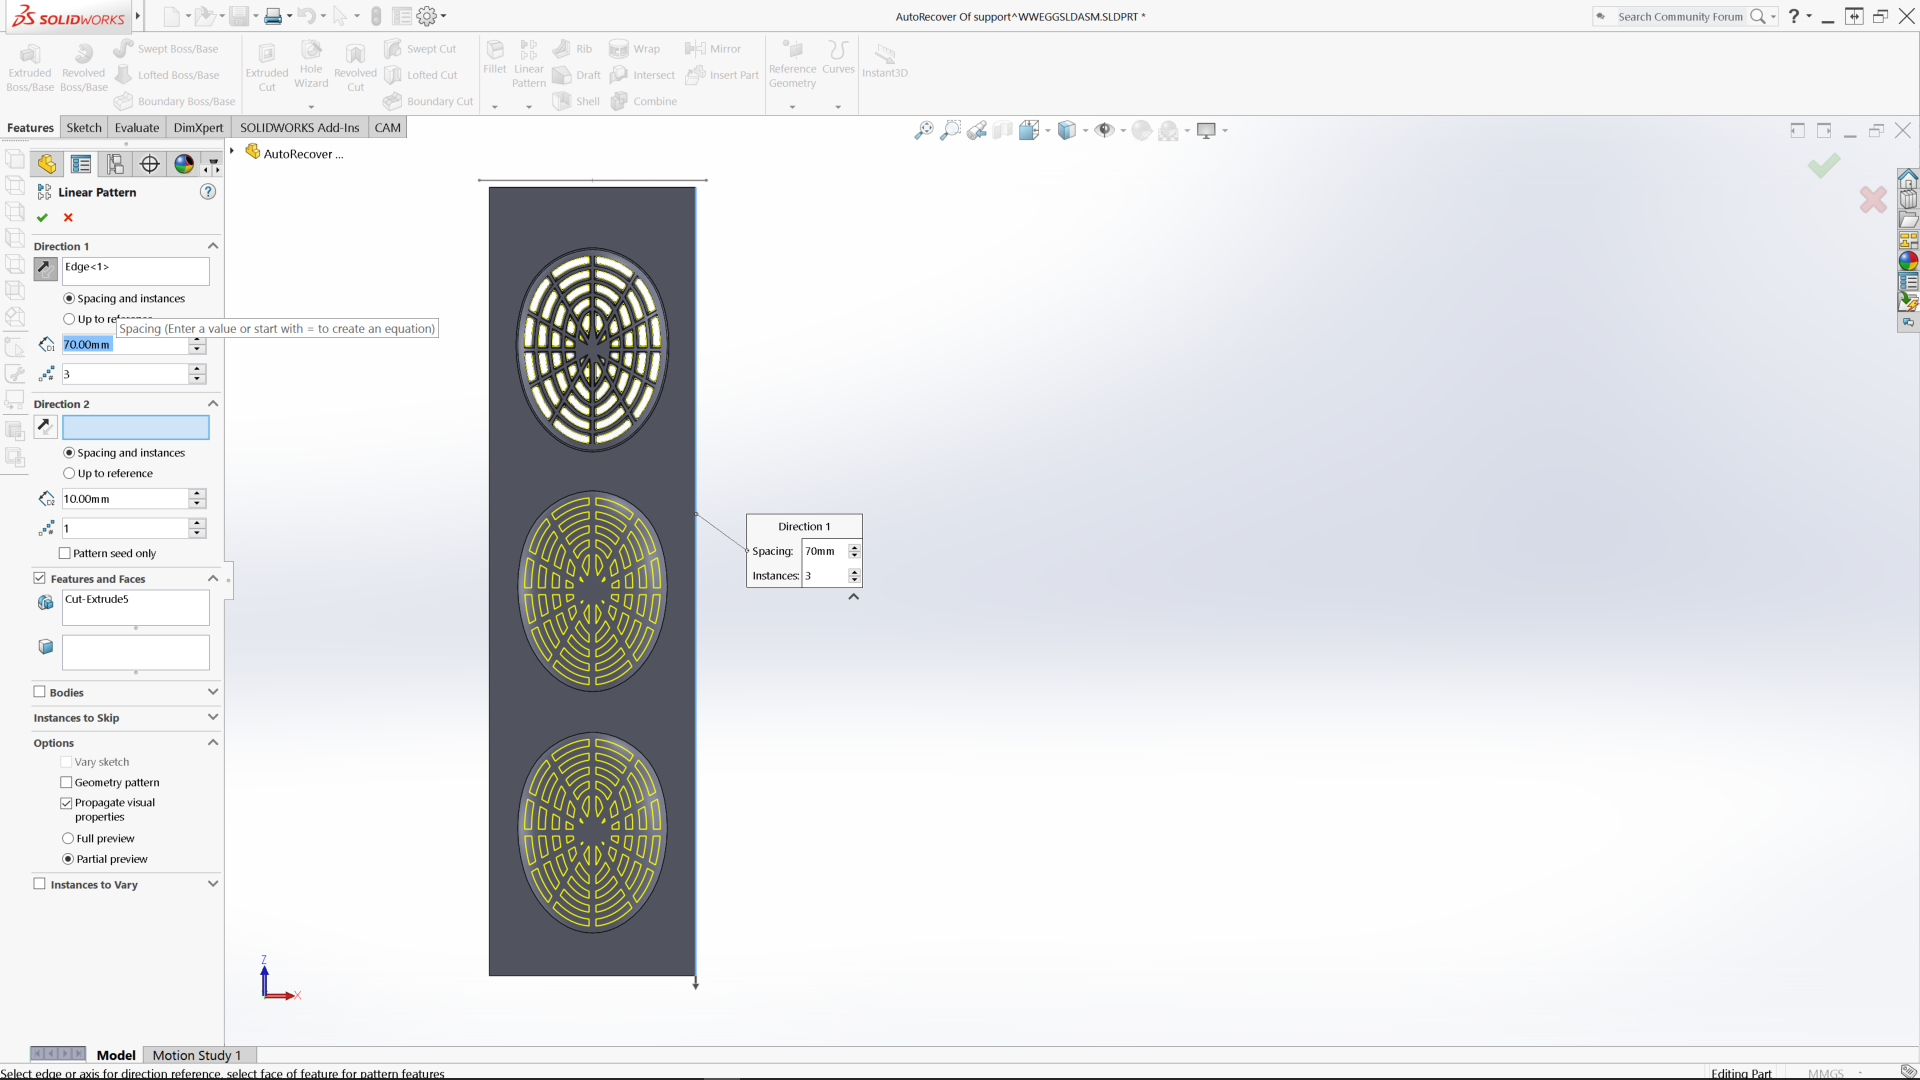 SOLIDWORKS
AutoRecover Of support^WWEGGSLDASM.SLDPRT *
Search Community Forum
Extruded Boss/Base
Revolved Boss/Base
Swept Boss/Base
Lofted Boss/Base
Boundary Boss/Base
Extruded Cut
Hole Wizard
Revolved Cut
Swept Cut
Lofted Cut
Boundary Cut
Fillet
Linear Pattern
Rib
Draft
Shell
Wrap
Intersect
Combine
Mirror
Insert Part
Reference Geometry
Curves
Instant3D
Features
Sketch
Evaluate
DimXpert
SOLIDWORKS Add-Ins
CAM
AutoRecover ...
Linear Pattern
Direction 1
Edge<1>
Spacing and instances
Up to refere
Spacing (Enter a value or start with = to create an equation)
70.00mm
3
Direction 2
Spacing and instances
Up to reference
10.00mm
1
Pattern seed only
Features and Faces
Cut-Extrude5
Bodies
Instances to Skip
Options
Vary sketch
Geometry pattern
Propagate visual
properties
Full preview
Partial preview
Instances to Vary
Direction 1
Spacing: 70mm
Instances: 3
Z
X
Model
Motion Study 1
Select edge or axis for direction reference, select face of feature for pattern features
Editing Part
MMGS